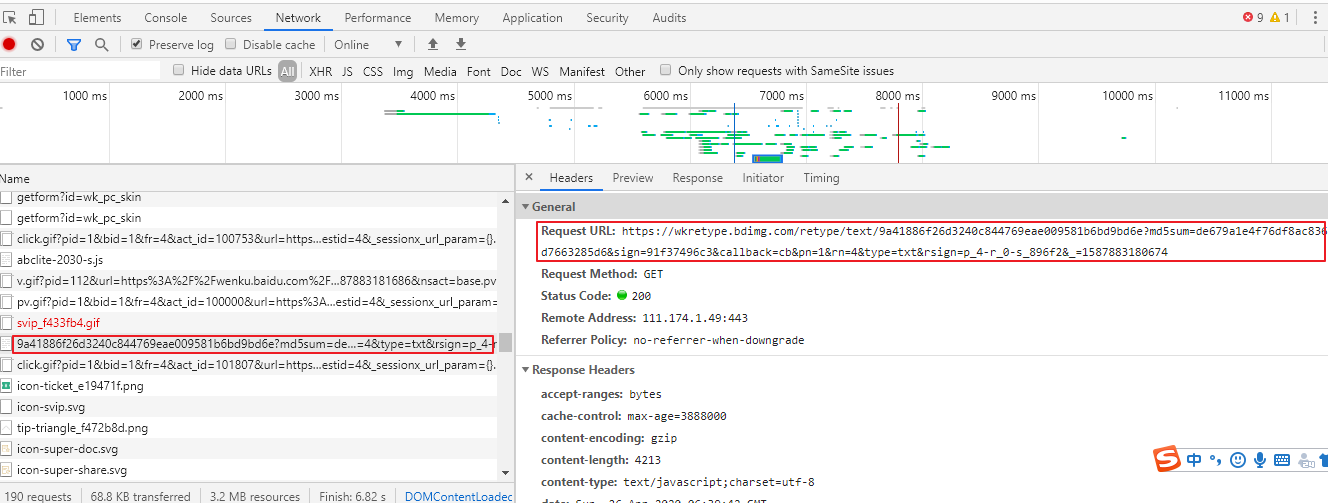 Elements Console Sources Network Performance Memory Application Security Audits 9 1
Preserve log Disable cache Online
Filter Hide data URLs All XHR JS CSS Img Media Font Doc WS Manifest Other Only show requests with SameSite issues
1000 ms 2000 ms 3000 ms 4000 ms 5000 ms 6000 ms 7000 ms 8000 ms 9000 ms 10000 ms 11000 ms
Name
getform?id=wk_pc_skin
getform?id=wk_pc_skin
click.gif?pid=1&bid=1&fr=4&act_id=100753&url=https…estid=4&_sessionx_url_param={}.
abclite-2030-s.js
v.gif?pid=112&url=https%3A%2F%2Fwenku.baidu.com…87883181686&nsact=base.pv
pv.gif?pid=1&bid=1&fr=4&act_id=100000&url=https%3A…estid=4&_sessionx_url_param={}.
svip_f433fb4.gif
9a41886f26d3240c844769eae009581b6bd9bd6e?md5sum=de…=4&type=txt&rsign=p_4-r
click.gif?pid=1&bid=1&fr=4&act_id=101807&url=https…estid=4&_sessionx_url_param={}.
icon-ticket_e19471f.png
icon-svip.svg
tip-triangle_f472b8d.png
icon-super-doc.svg
icon-super-share.svg
190 requests 68.8 KB transferred 3.2 MB resources Finish: 6.82 s DOMContentLoaded
× Headers Preview Response Initiator Timing
General
Request URL: https://wkretype.bdimg.com/retype/text/9a41886f26d3240c844769eae009581b6bd9bd6e?md5sum=de679a1e4f76df8ac836
d7663285d6&sign=91f37496c3&callback=cb&pn=1&rn=4&type=txt&rsign=p_4-r_0-s_896f2&_=1587883180674
Request Method: GET
Status Code: 200
Remote Address: 111.174.1.49:443
Referrer Policy: no-referrer-when-downgrade
Response Headers
accept-ranges: bytes
cache-control: max-age=3888000
content-encoding: gzip
content-length: 4213
content-type: text/javascript;charset=utf-8
date: Sun, 26 Apr 2020 06:39:42 GMT
S 中